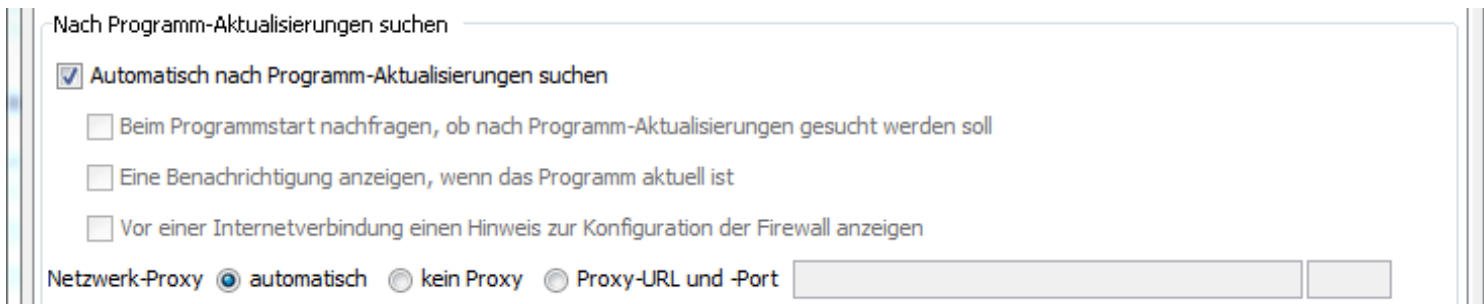 Nach Programm-Aktualisierungen suchen
Automatisch nach Programm-Aktualisierungen suchen
Beim Programmstart nachfragen, ob nach Programm-Aktualisierungen gesucht werden soll
Eine Benachrichtigung anzeigen, wenn das Programm aktuell ist
Vor einer Internetverbindung einen Hinweis zur Konfiguration der Firewall anzeigen
Netzwerk-Proxy automatisch kein Proxy Proxy-URL und -Port